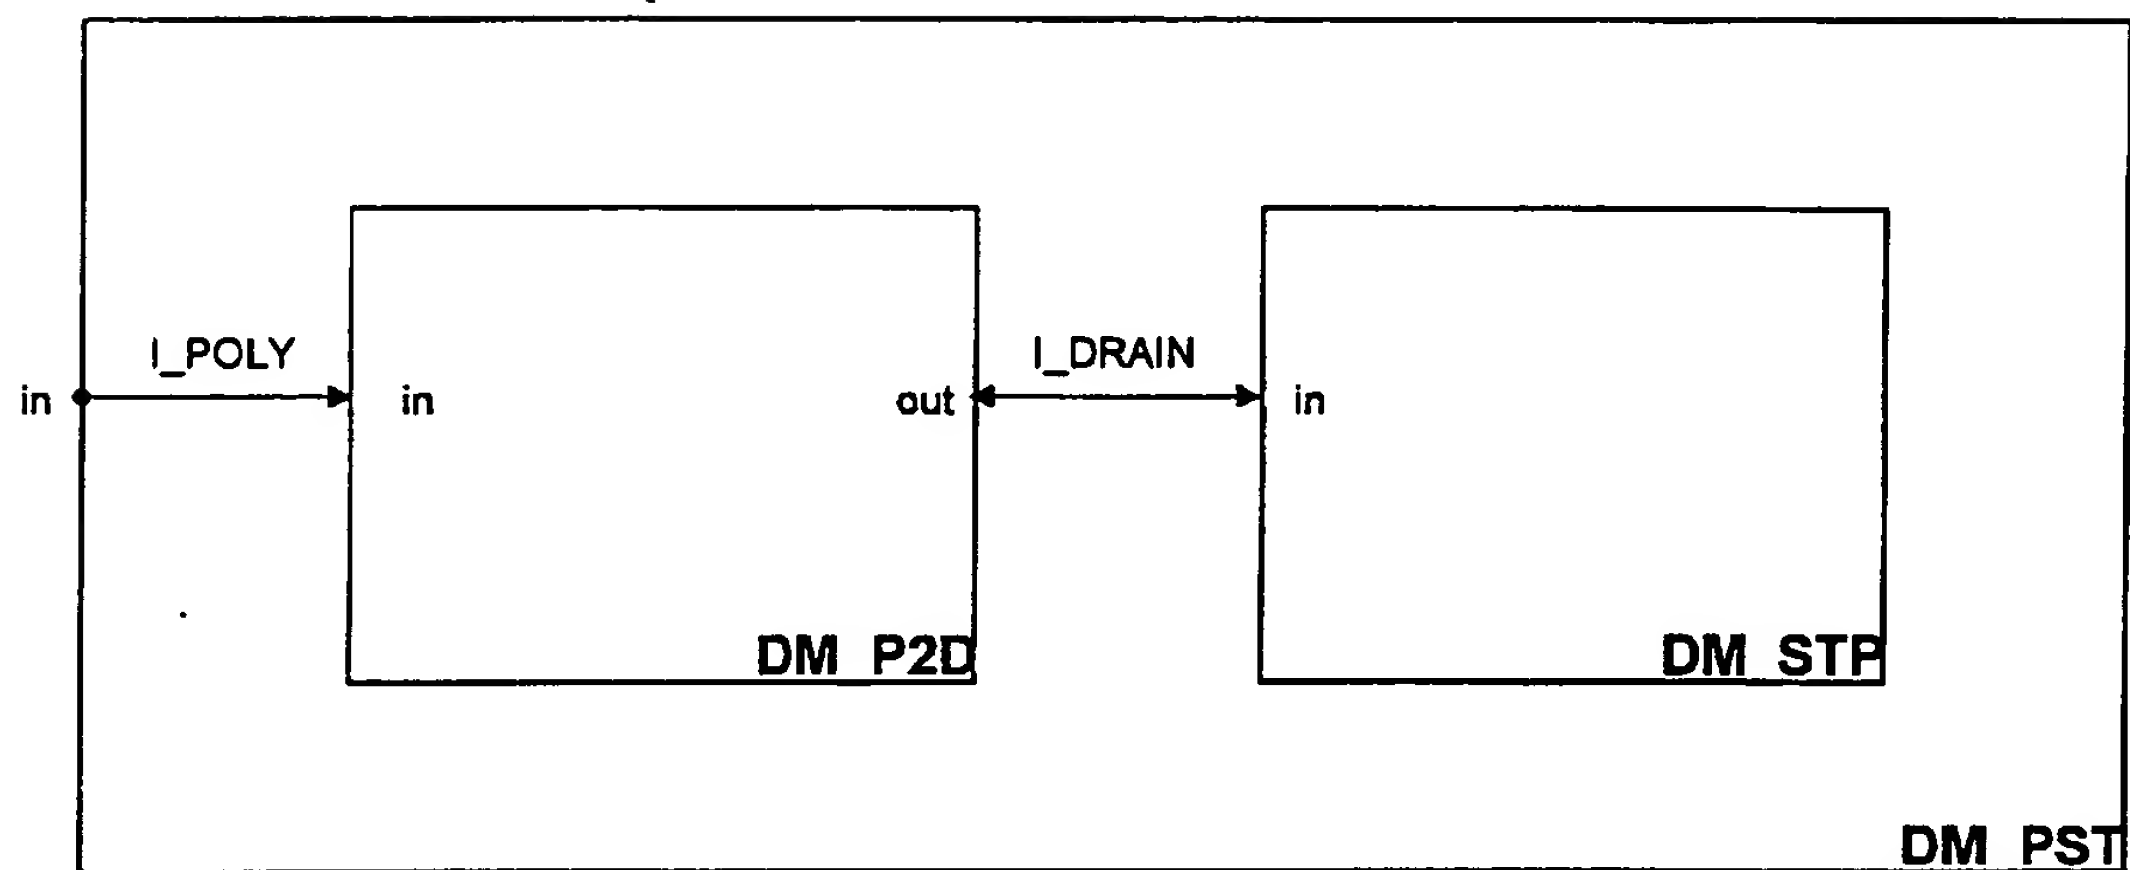 I_POLY
I_DRAIN
in
in
out
in
DM_P2D
DM_STP
DM_PST